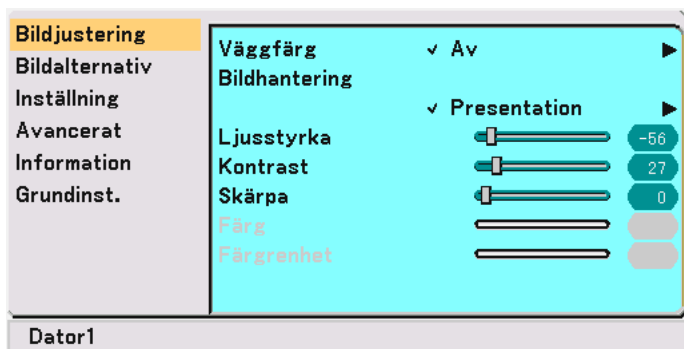 Bildjustering
Bildalternativ
Inställning
Avancerat
Information
Grundinst.
Väggfärg ✓ Av ▶
Bildhantering
✓ Presentation ▶
Ljusstyrka -56
Kontrast 27
Skärpa 0
Färg
Färgrenhet
Dator1